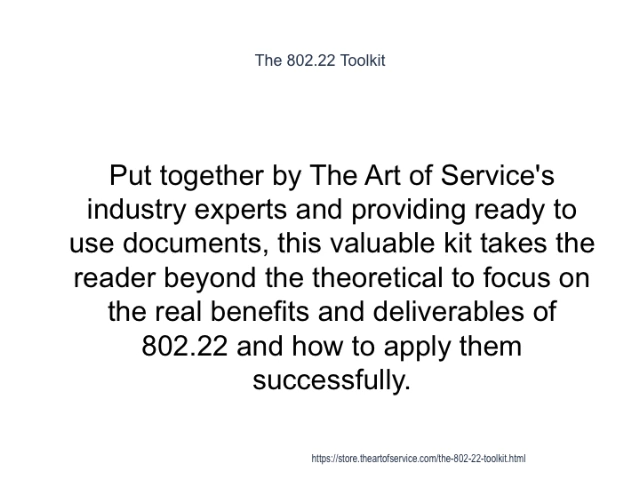 The 802.22 Toolkit
Put together by The Art of Service's
industry experts and providing ready to
use documents, this valuable kit takes the
reader beyond the theoretical to focus on
the real benefits and deliverables of
802.22 and how to apply them
successfully.
https://store.theartofservice.com/the-802-22-toolkit.html